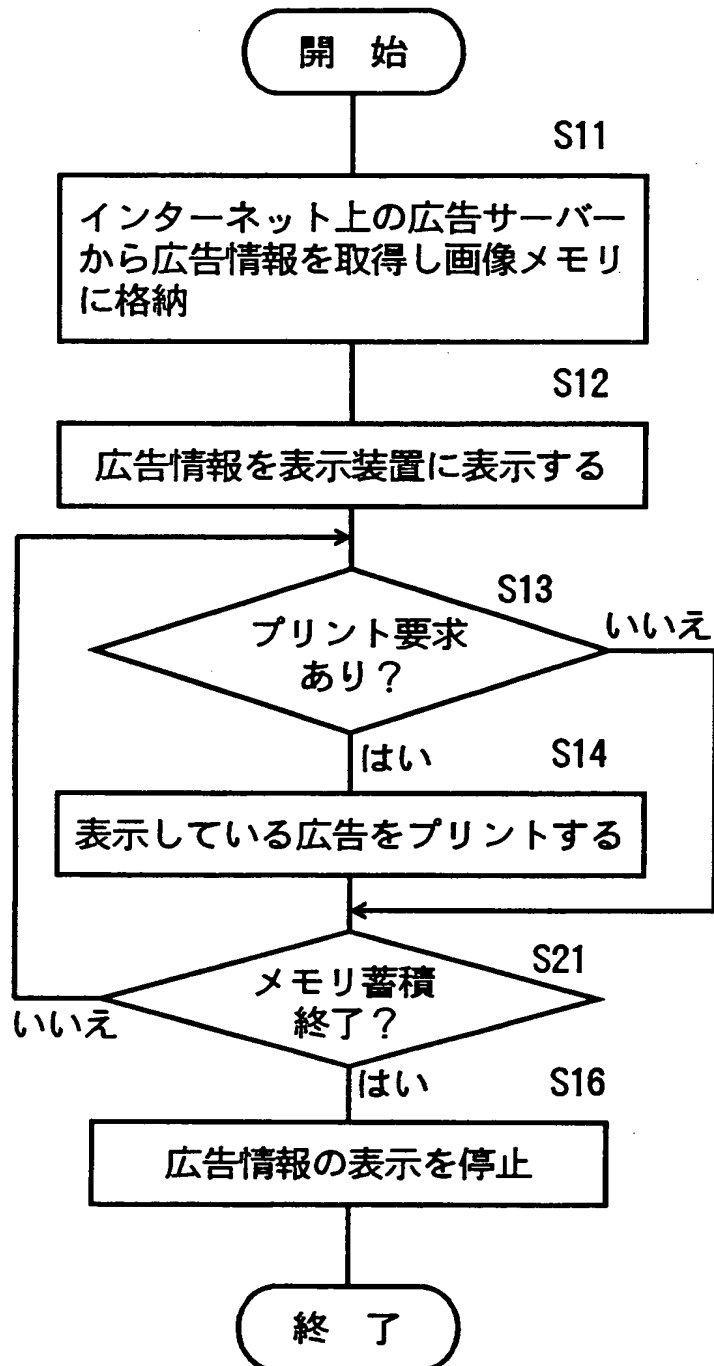 開 始
S11
インターネット上の広告サーバー
から広告情報を取得し画像メモリ
に格納
S12
広告情報を表示装置に表示する
S13
プリント要求
あり？
いいえ
はい
S14
表示している広告をプリントする
S21
メモリ蓄積
終了？
いいえ
はい
S16
広告情報の表示を停止
終 了